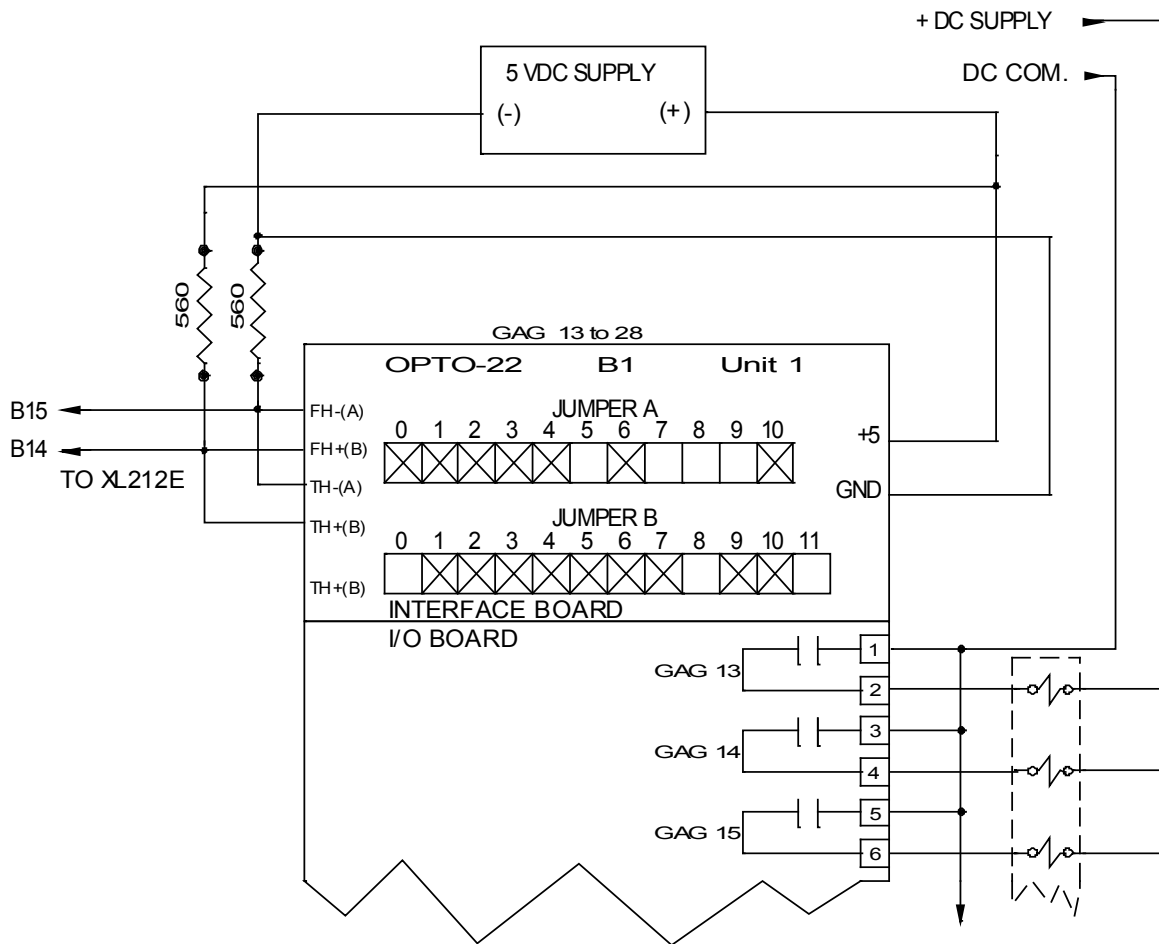 + DC SUPPLY
5 VDC SUPPLY
DC COM.
(-) (+)
560 560
GAG 13 to 28
OPTO-22 B1 Unit 1
B15 FH-(A) JUMPER A
0 1 2 3 4 5 6 7 8 9 10
+5
B14 FH+(B)
TO XL212E TH-(A) GND
TH+(B) JUMPER B
0 1 2 3 4 5 6 7 8 9 10 11
TH+(B)
INTERFACE BOARD
I/O BOARD
1
GAG 13
2
3
GAG 14
4
5
GAG 15
6